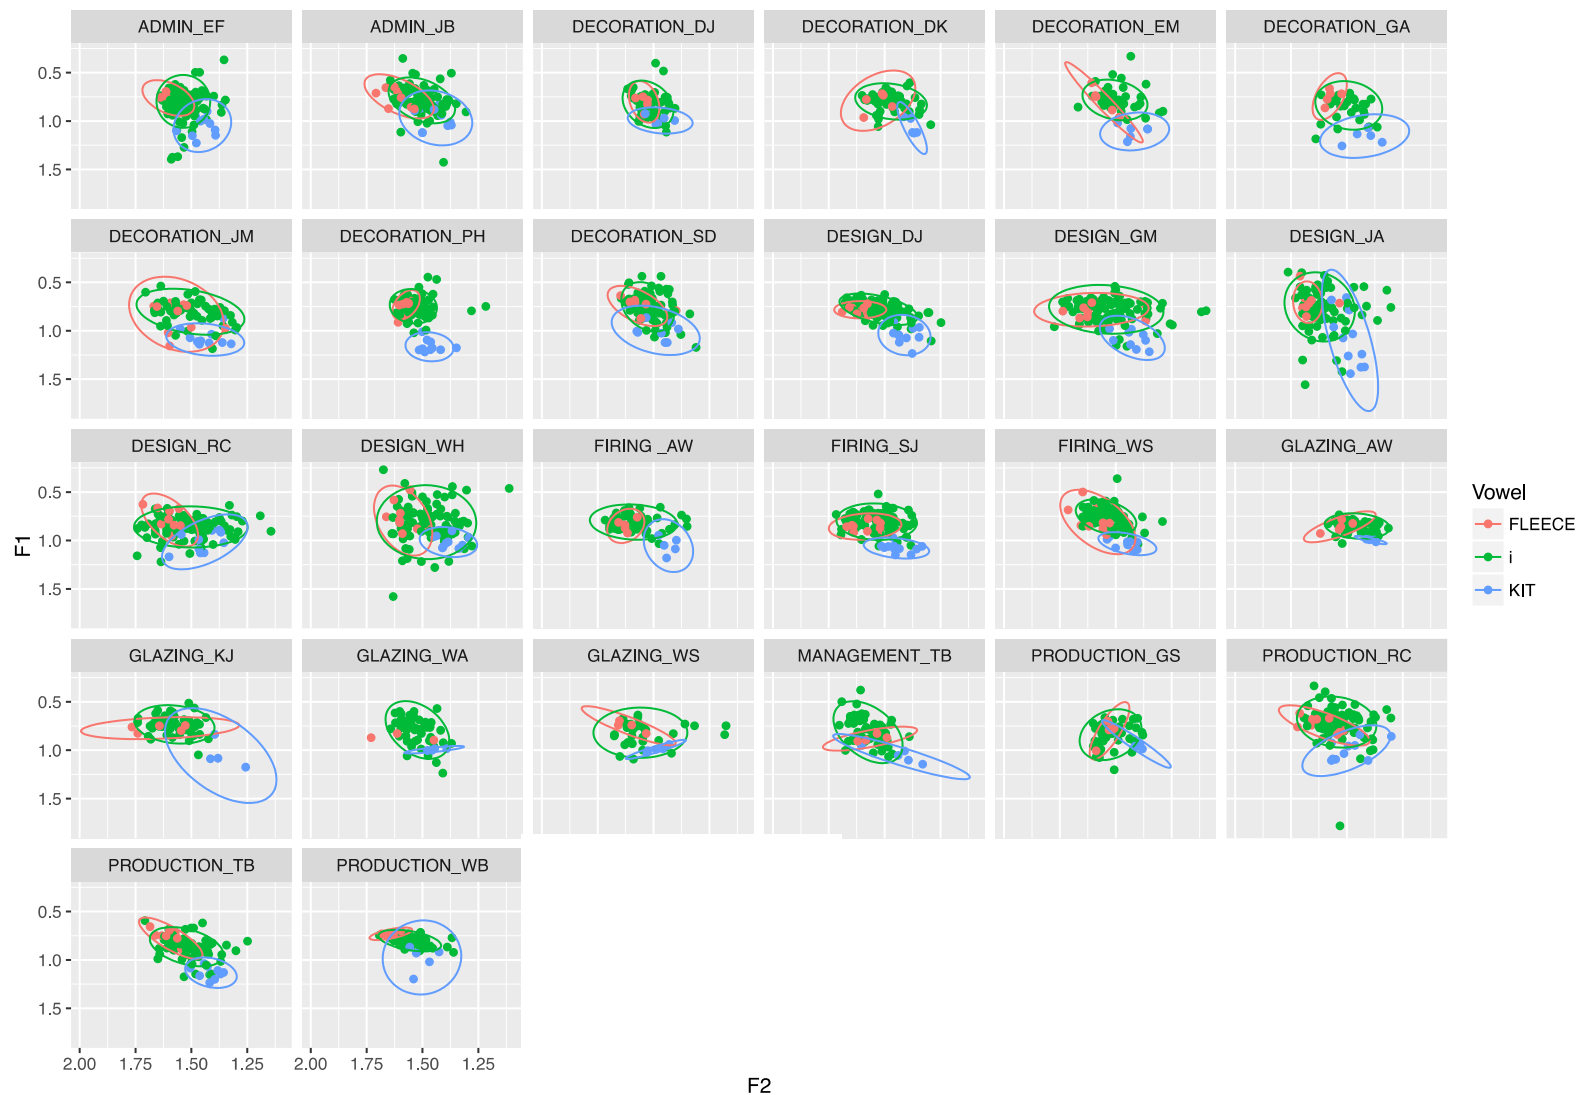 ADMIN_EF ADMIN_JB DECORATION_DJ DECORATION_DK DECORATION_EM DECORATION_GA
0.5
1.0
1.5
DECORATION_JM DECORATION_PH DECORATION_SD DESIGN_DJ DESIGN_GM DESIGN_JA
0.5
1.0
1.5
DESIGN_RC DESIGN_WH FIRING _AW FIRING_SJ FIRING_WS GLAZING_AW
0.5
1.0
1.5
GLAZING_KJ GLAZING_WA GLAZING_WS MANAGEMENT_TB PRODUCTION_GS PRODUCTION_RC
0.5
1.0
1.5
PRODUCTION_TB PRODUCTION_WB
0.5
1.0
1.5
2.00 1.75 1.50 1.25 2.00 1.75 1.50 1.25
F1
F2
Vowel
FLEECE
i
KIT